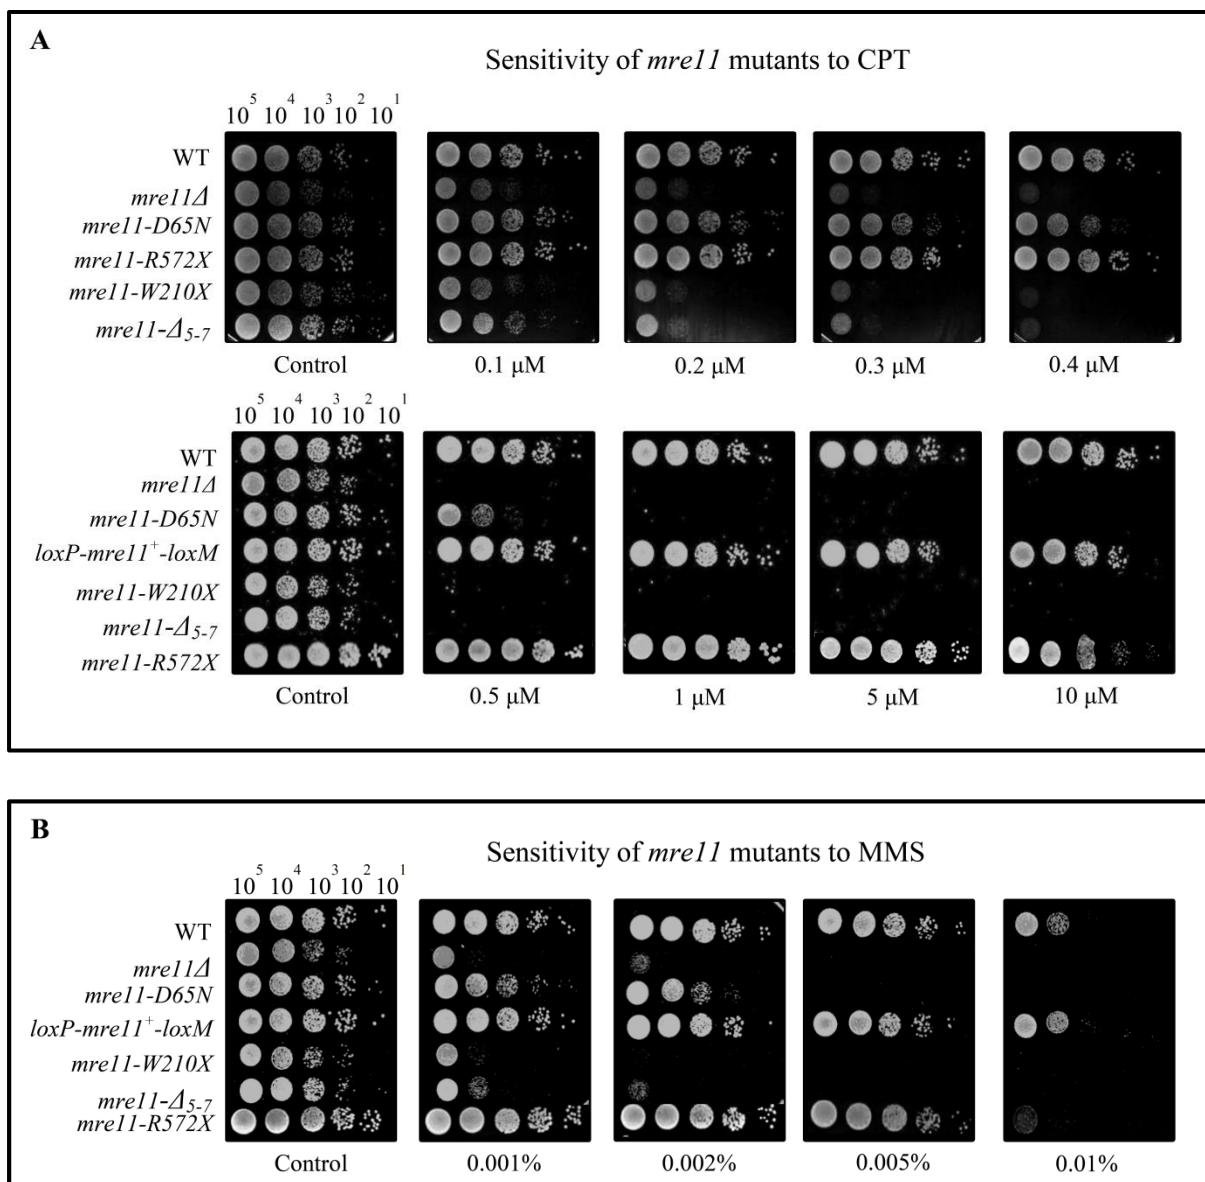 A
Sensitivity of mre11 mutants to CPT
10⁵ 10⁴ 10³ 10² 10¹
WT
mre11Δ
mre11-D65N
mre11-R572X
mre11-W210X
mre11-Δ₅₋₇
Control 0.1 μM 0.2 μM 0.3 μM 0.4 μM
10⁵ 10⁴ 10³ 10² 10¹
WT
mre11Δ
mre11-D65N
loxP-mre11⁺-loxM
mre11-W210X
mre11-Δ₅₋₇
mre11-R572X
Control 0.5 μM 1 μM 5 μM 10 μM
B
Sensitivity of mre11 mutants to MMS
10⁵ 10⁴ 10³ 10² 10¹
WT
mre11Δ
mre11-D65N
loxP-mre11⁺-loxM
mre11-W210X
mre11-Δ₅₋₇
mre11-R572X
Control 0.001% 0.002% 0.005% 0.01%